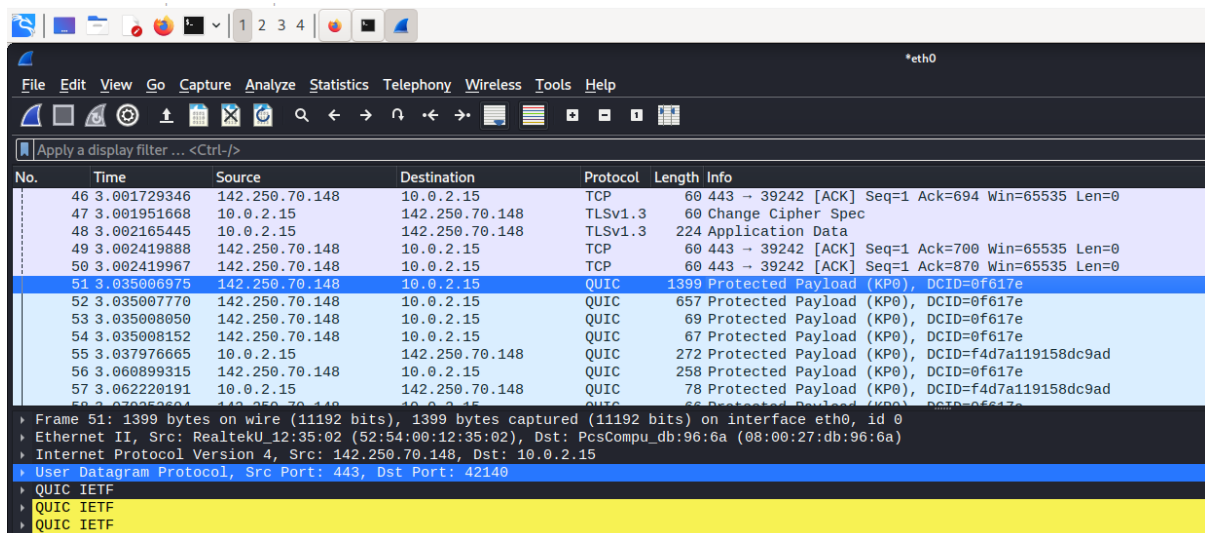 1 2 3 4
*eth0
File Edit View Go Capture Analyze Statistics Telephony Wireless Tools Help
Apply a display filter ... <Ctrl-/>
No. Time Source Destination Protocol Length Info
46 3.001729346 142.250.70.148 10.0.2.15 TCP 60 443 → 39242 [ACK] Seq=1 Ack=694 Win=65535 Len=0
47 3.001951668 10.0.2.15 142.250.70.148 TLSv1.3 60 Change Cipher Spec
48 3.002165445 10.0.2.15 142.250.70.148 TLSv1.3 224 Application Data
49 3.002419888 142.250.70.148 10.0.2.15 TCP 60 443 → 39242 [ACK] Seq=1 Ack=700 Win=65535 Len=0
50 3.002419967 142.250.70.148 10.0.2.15 TCP 60 443 → 39242 [ACK] Seq=1 Ack=870 Win=65535 Len=0
51 3.035006975 142.250.70.148 10.0.2.15 QUIC 1399 Protected Payload (KP0), DCID=0f617e
52 3.035007770 142.250.70.148 10.0.2.15 QUIC 657 Protected Payload (KP0), DCID=0f617e
53 3.035008050 142.250.70.148 10.0.2.15 QUIC 69 Protected Payload (KP0), DCID=0f617e
54 3.035008152 142.250.70.148 10.0.2.15 QUIC 67 Protected Payload (KP0), DCID=0f617e
55 3.037976665 10.0.2.15 142.250.70.148 QUIC 272 Protected Payload (KP0), DCID=f4d7a119158dc9ad
56 3.060899315 142.250.70.148 10.0.2.15 QUIC 258 Protected Payload (KP0), DCID=0f617e
57 3.062220191 10.0.2.15 142.250.70.148 QUIC 78 Protected Payload (KP0), DCID=f4d7a119158dc9ad
Frame 51: 1399 bytes on wire (11192 bits), 1399 bytes captured (11192 bits) on interface eth0, id 0
Ethernet II, Src: RealtekU_12:35:02 (52:54:00:12:35:02), Dst: PcsCompu_db:96:6a (08:00:27:db:96:6a)
Internet Protocol Version 4, Src: 142.250.70.148, Dst: 10.0.2.15
User Datagram Protocol, Src Port: 443, Dst Port: 42140
QUIC IETF
QUIC IETF
QUIC IETF